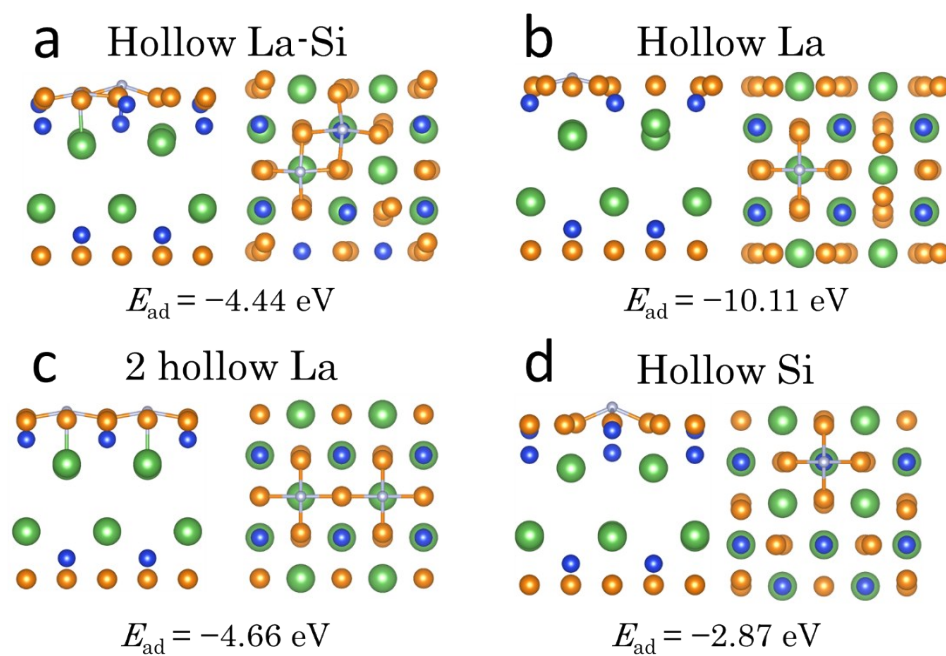 a Hollow La-Si
b Hollow La
E_ad = −4.44 eV
E_ad = −10.11 eV
c 2 hollow La
d Hollow Si
E_ad = −4.66 eV
E_ad = −2.87 eV